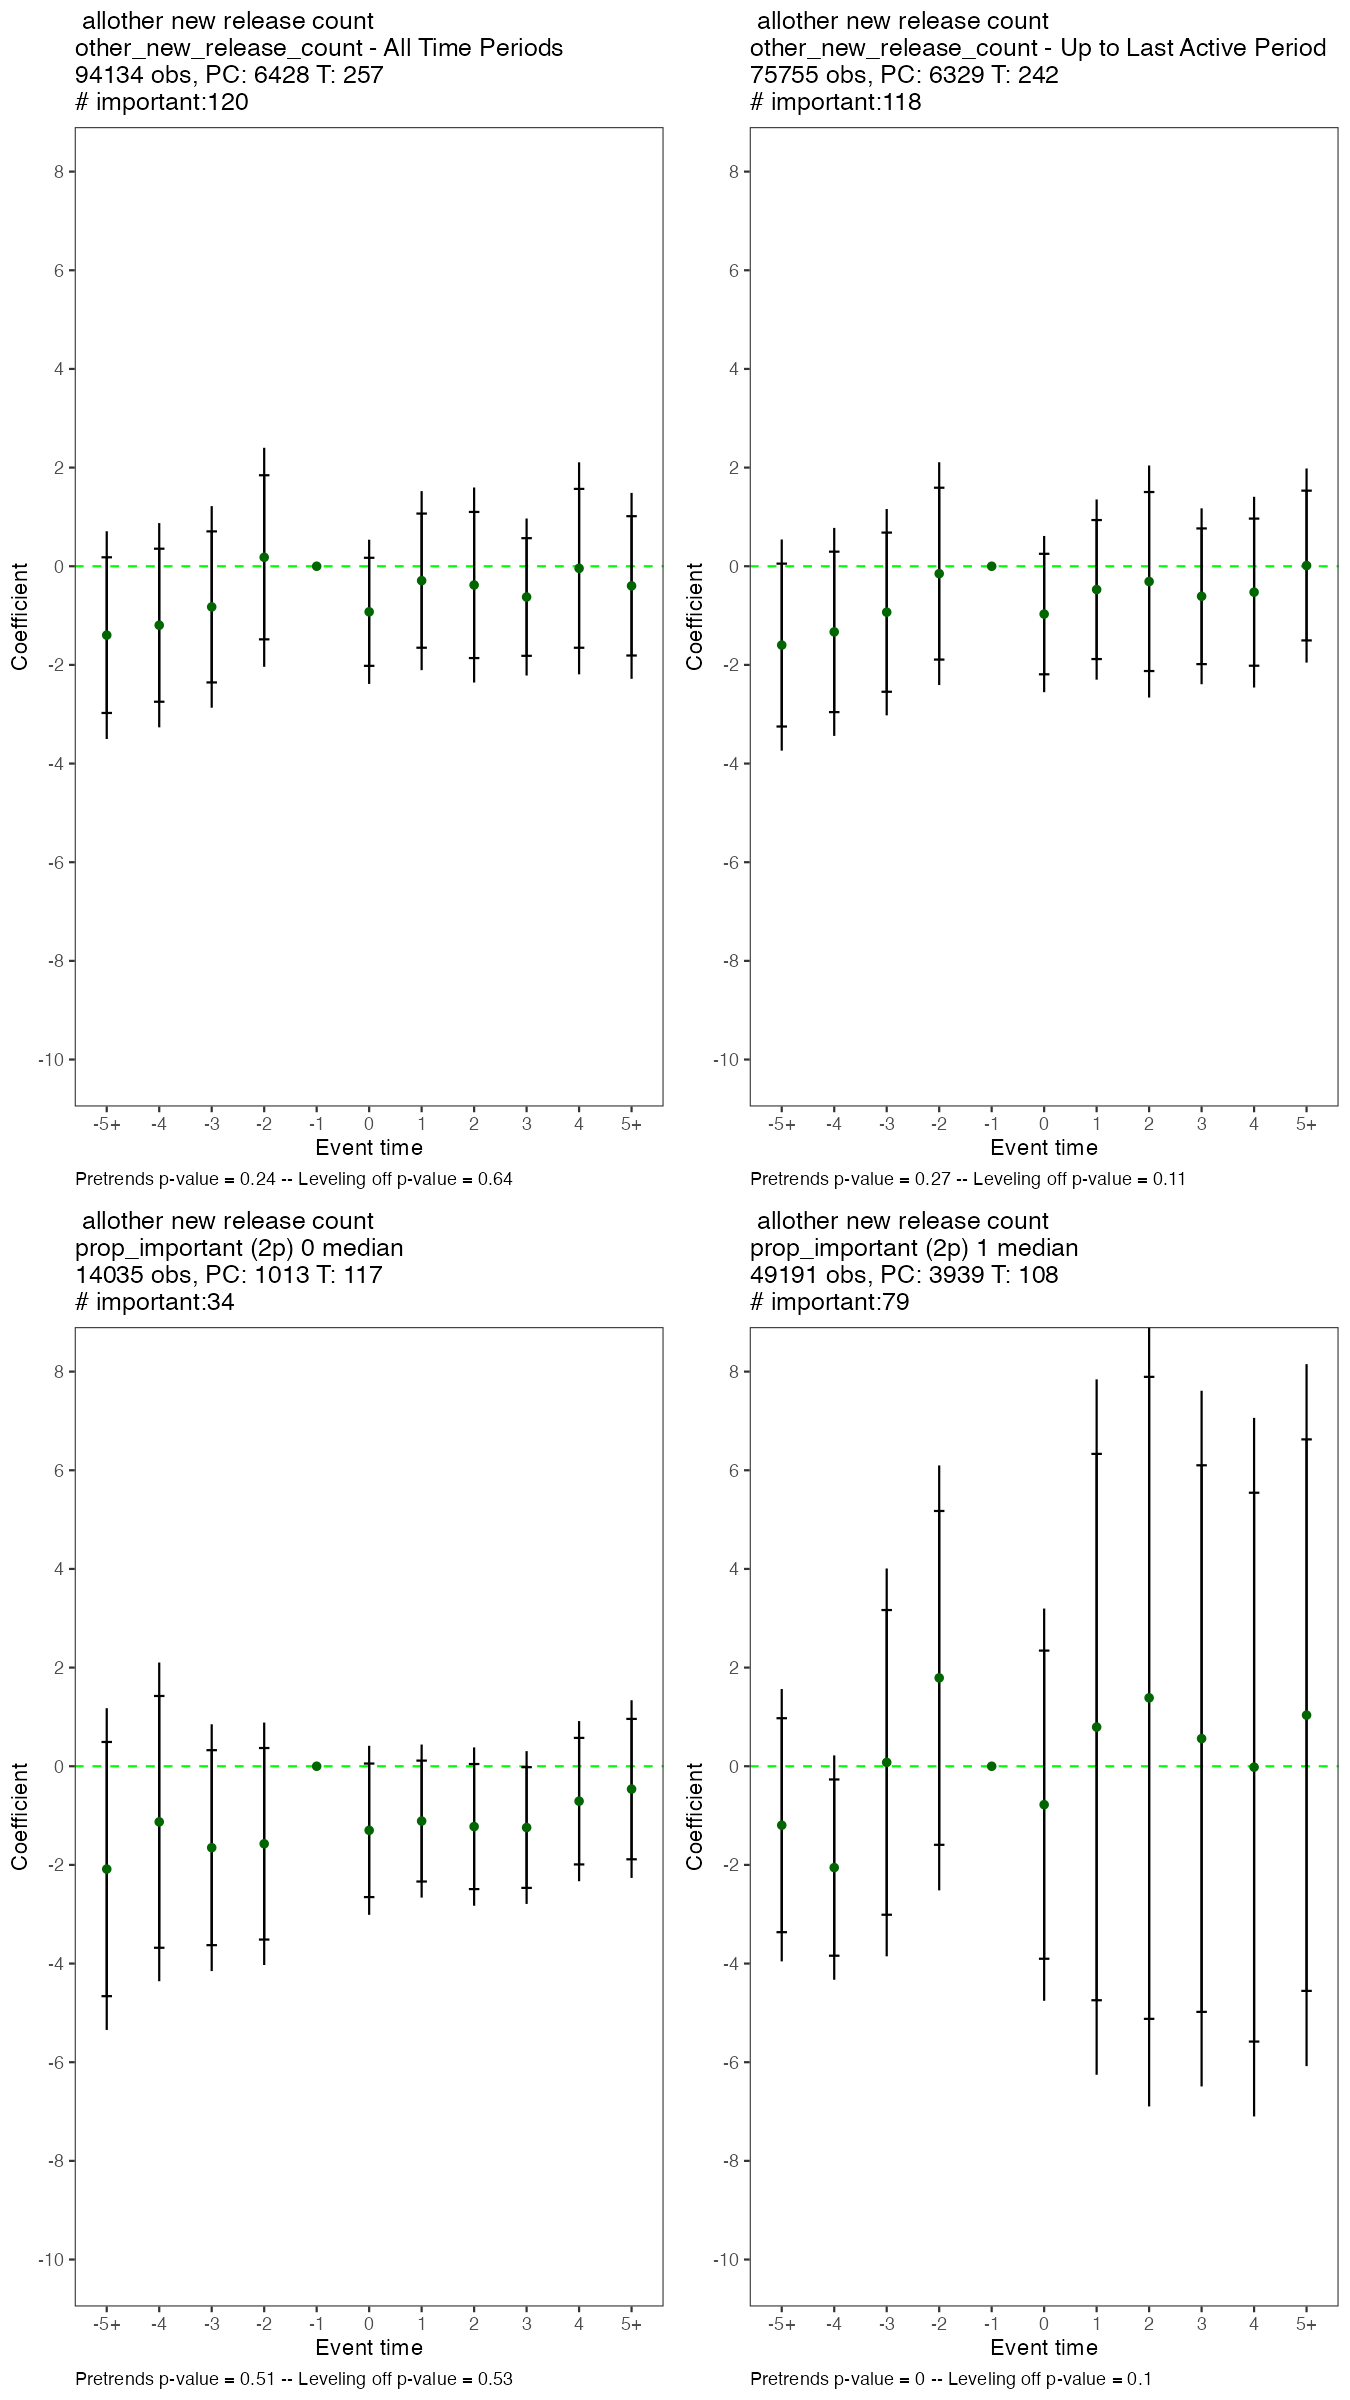 allother new release count
other_new_release_count - All Time Periods
94134 obs, PC: 6428 T: 257
# important:120
8
6
4
2
0
-2
-4
-6
-8
-10
Coefficient
-5+ -4 -3 -2 -1 0 1 2 3 4 5+
Event time
Pretrends p-value = 0.24 -- Leveling off p-value = 0.64
allother new release count
other_new_release_count - Up to Last Active Period
75755 obs, PC: 6329 T: 242
# important:118
8
6
4
2
0
-2
-4
-6
-8
-10
Coefficient
-5+ -4 -3 -2 -1 0 1 2 3 4 5+
Event time
Pretrends p-value = 0.27 -- Leveling off p-value = 0.11
allother new release count
prop_important (2p) 0 median
14035 obs, PC: 1013 T: 117
# important:34
8
6
4
2
0
-2
-4
-6
-8
-10
Coefficient
-5+ -4 -3 -2 -1 0 1 2 3 4 5+
Event time
Pretrends p-value = 0.51 -- Leveling off p-value = 0.53
allother new release count
prop_important (2p) 1 median
49191 obs, PC: 3939 T: 108
# important:79
8
6
4
2
0
-2
-4
-6
-8
-10
Coefficient
-5+ -4 -3 -2 -1 0 1 2 3 4 5+
Event time
Pretrends p-value = 0 -- Leveling off p-value = 0.1